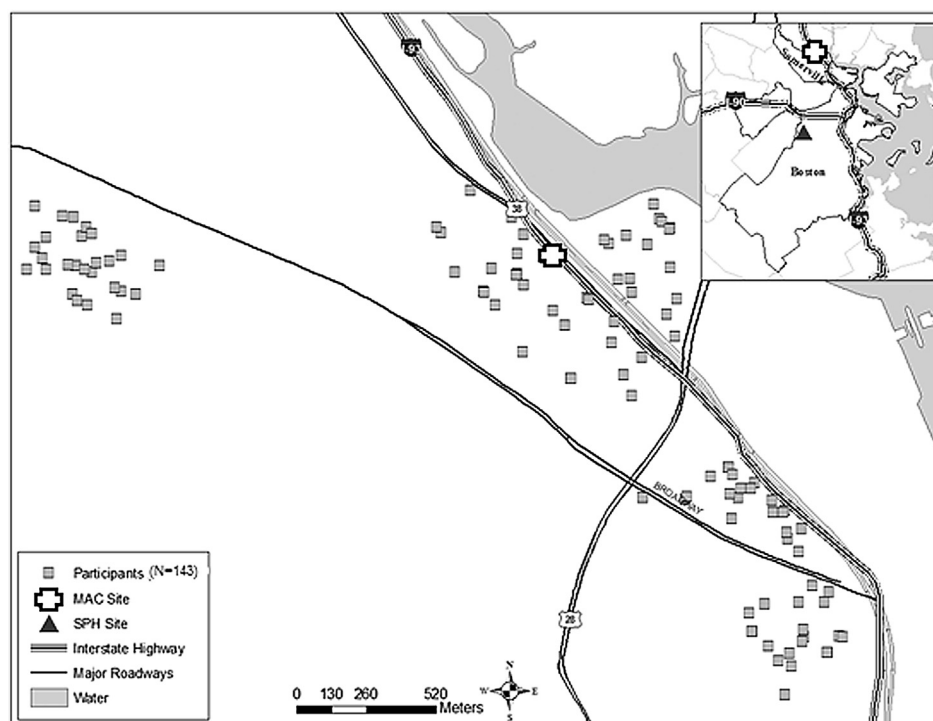 93
38
BROADWAY
28
Somerville
I-90
Boston
93
Participants (N=143)
MAC Site
SPH Site
Interstate Highway
Major Roadways
Water
0 130 260 520
Meters
N
W E
S